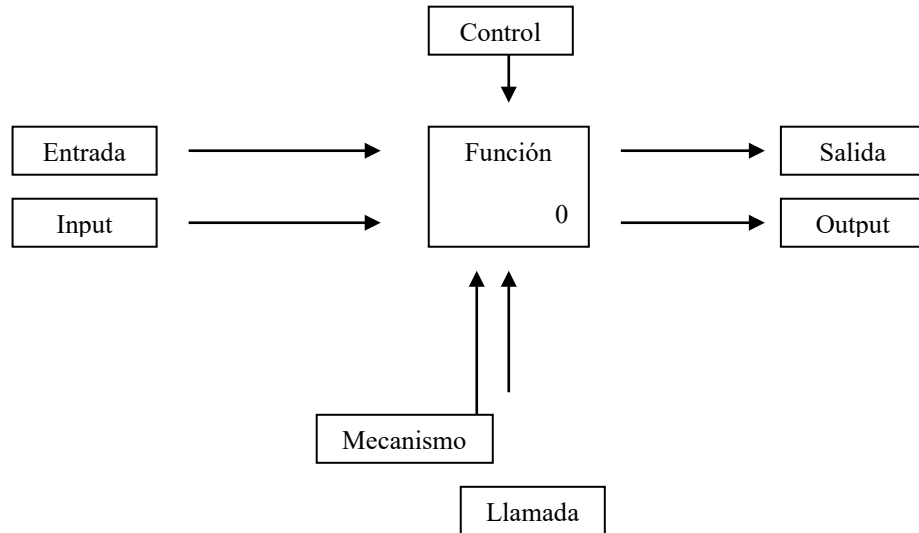 Control
Entrada
Función
Salida
Input
0
Output
Mecanismo
Llamada